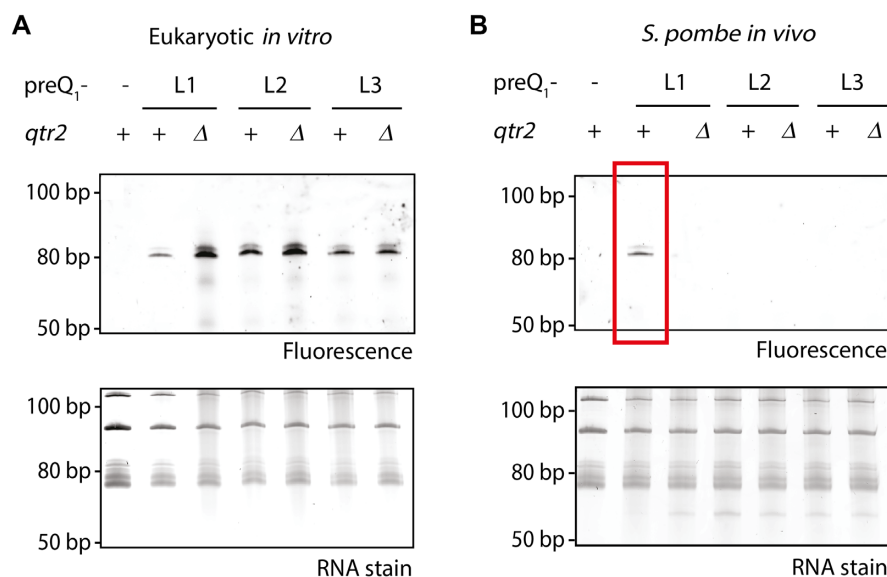 A
Eukaryotic in vitro
preQ1- - L1 L2 L3
qtr2 + + Δ + Δ + Δ
100 bp
80 bp
50 bp
Fluorescence
100 bp
80 bp
50 bp
RNA stain
B
S. pombe in vivo
preQ1- - L1 L2 L3
qtr2 + + Δ + Δ + Δ
100 bp
80 bp
50 bp
Fluorescence
100 bp
80 bp
50 bp
RNA stain